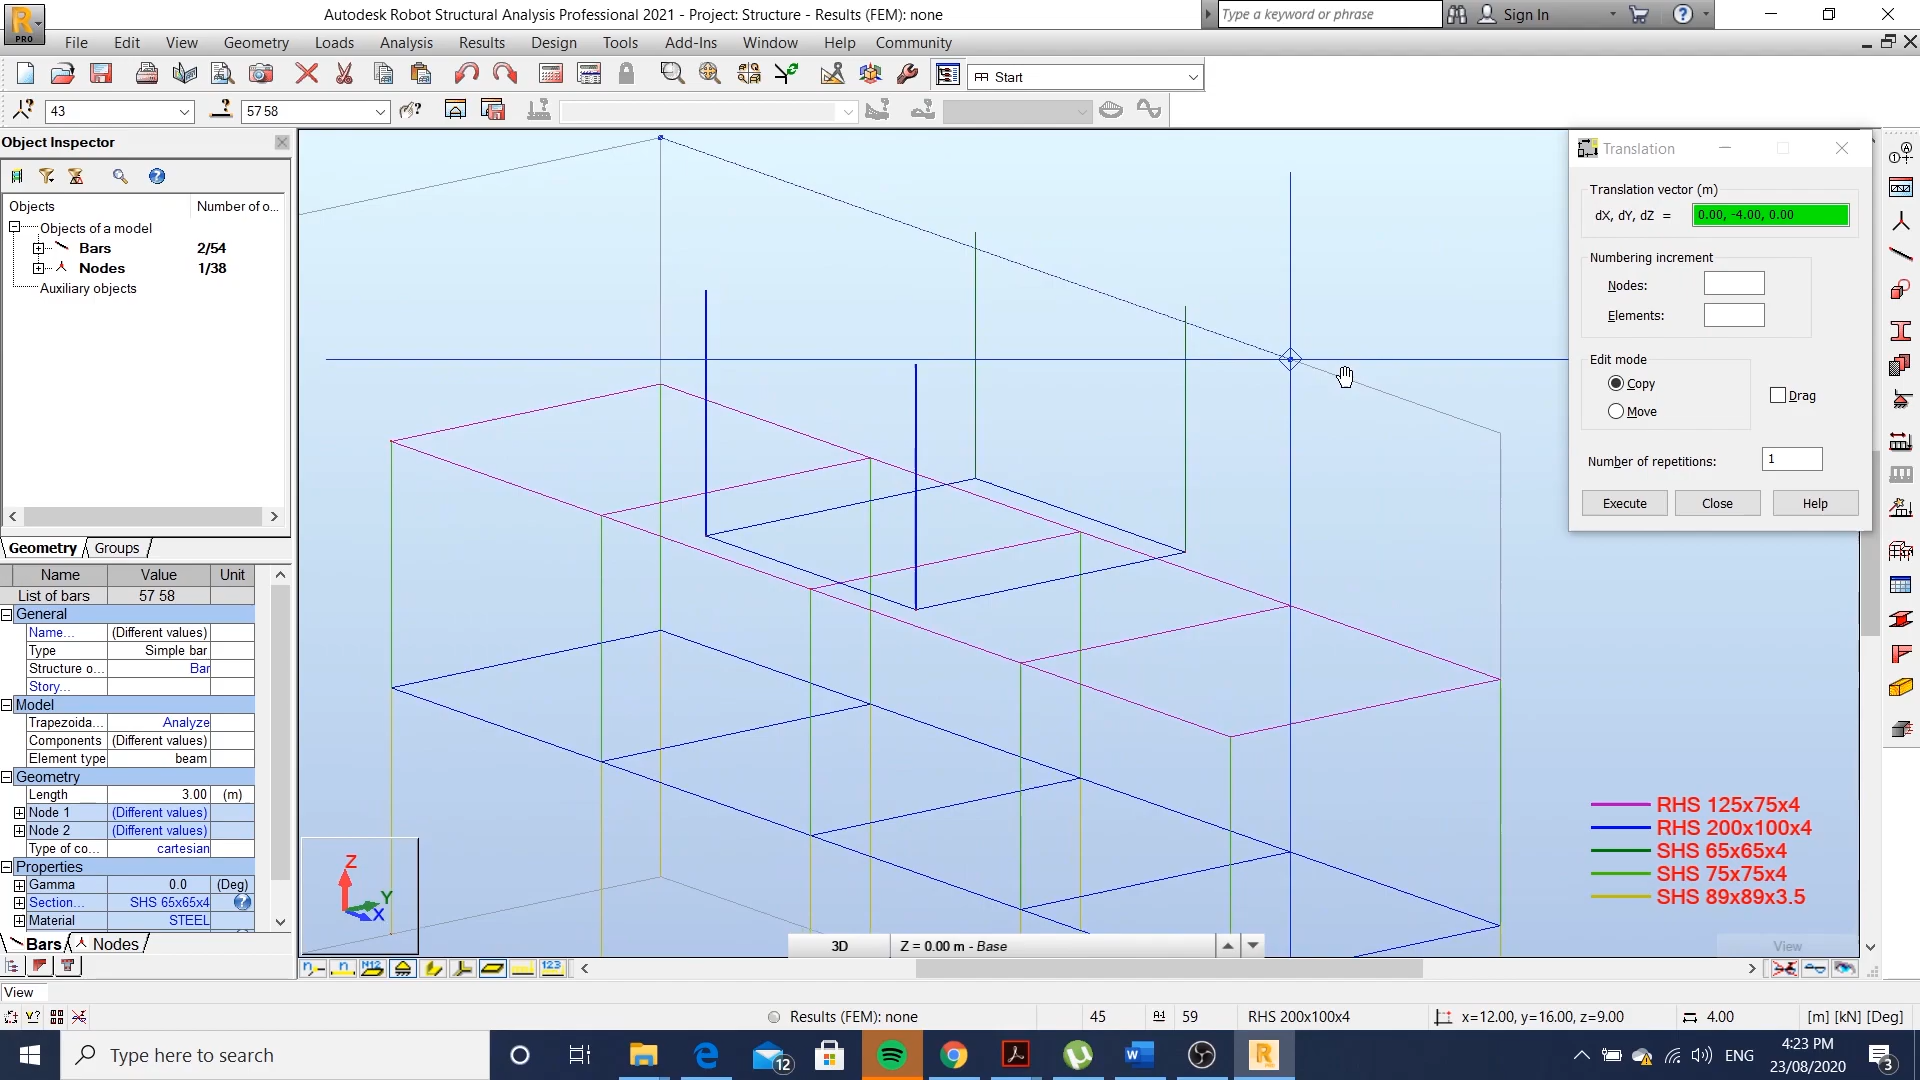 Autodesk Robot Structural Analysis Professional 2021 - Project: Structure - Results (FEM): none
Type a keyword or phrase
Sign In
R
PRO
File Edit View Geometry Loads Analysis Results Design Tools Add-Ins Window Help Community
Start
43
57 58
Object Inspector
Objects
Number of o...
Objects of a model
Bars 2/54
Nodes 1/38
Auxiliary objects
Geometry
Groups
Name Value Unit
List of bars 57 58
General
Name... (Different values)
Type Simple bar
Structure o... Bar
Story...
Model
Trapezoida... Analyze
Components (Different values)
Element type beam
Geometry
Length 3.00 (m)
Node 1 (Different values)
Node 2 (Different values)
Type of co... cartesian
Properties
Gamma 0.0 (Deg)
Section... SHS 65x65x4
Material STEEL
Bars
Nodes
Translation
Translation vector (m)
dX, dY, dZ = 0.00, -4.00, 0.00
Numbering increment
Nodes:
Elements:
Edit mode
Copy
Move
Drag
Number of repetitions: 1
Execute
Close
Help
RHS 125x75x4
RHS 200x100x4
SHS 65x65x4
SHS 75x75x4
SHS 89x89x3.5
Z
Y
X
3D
Z = 0.00 m - Base
View
123
View
Results (FEM): none
45
59
RHS 200x100x4
x=12.00, y=16.00, z=9.00
4.00
[m] [kN] [Deg]
Type here to search
12
ENG
4:23 PM
23/08/2020
3